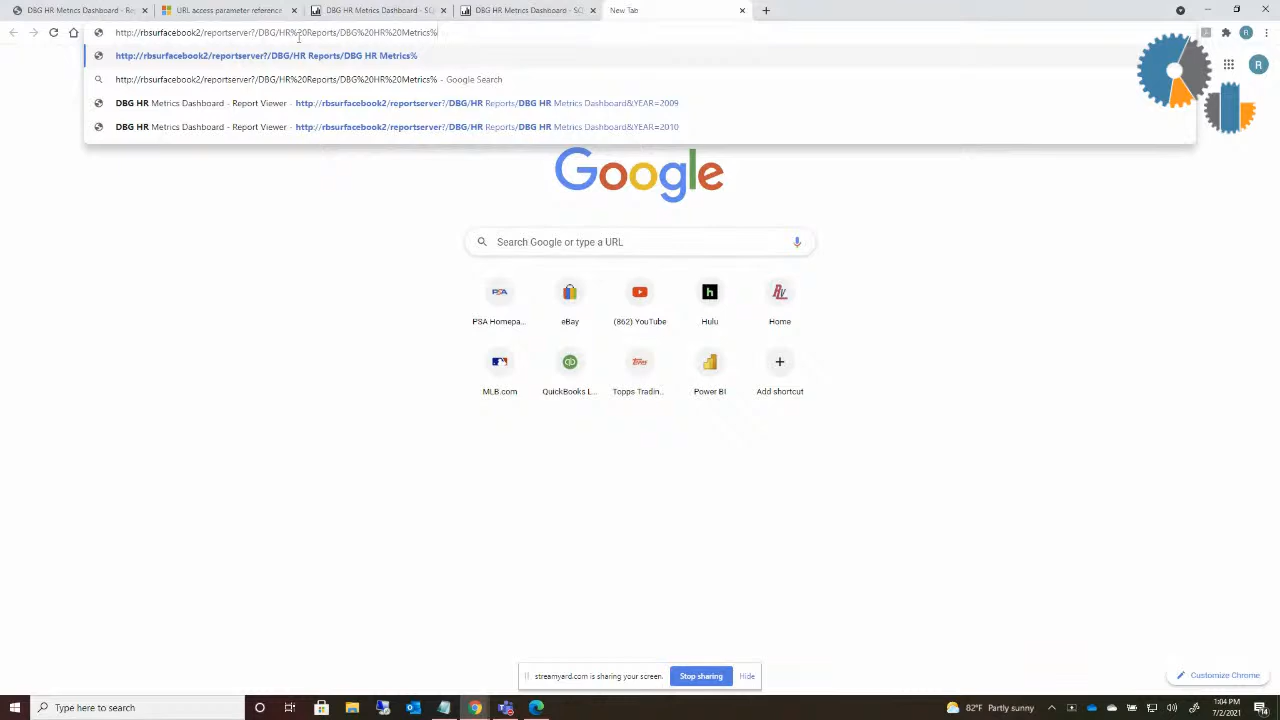 DBG HR Metrics Dashboard - Re
URL access parameter reference
DBG HR Metrics Dashboard - SQ
DBG HR Metrics Dashboard - SQ
New Tab
http://rbsurfacebook2/reportserver?/DBG/HR%20Reports/DBG%20HR%20Metrics%
R
http://rbsurfacebook2/reportserver?/DBG/HR Reports/DBG HR Metrics%
http://rbsurfacebook2/reportserver?/DBG/HR%20Reports/DBG%20HR%20Metrics% - Google Search
R
DBG HR Metrics Dashboard - Report Viewer - http://rbsurfacebook2/reportserver?/DBG/HR Reports/DBG HR Metrics Dashboard&YEAR=2009
DBG HR Metrics Dashboard - Report Viewer - http://rbsurfacebook2/reportserver?/DBG/HR Reports/DBG HR Metrics Dashboard&YEAR=2010
Google
Search Google or type a URL
PSA
h
RV
PSA Homepa...
eBay
(862) YouTube
Hulu
Home
qb
Topps
MLB.com
QuickBooks L...
Topps Tradin...
Power BI
Add shortcut
streamyard.com is sharing your screen.
Stop sharing
Hide
Customize Chrome
Type here to search
82°F Partly sunny
1:04 PM
7/2/2021
14